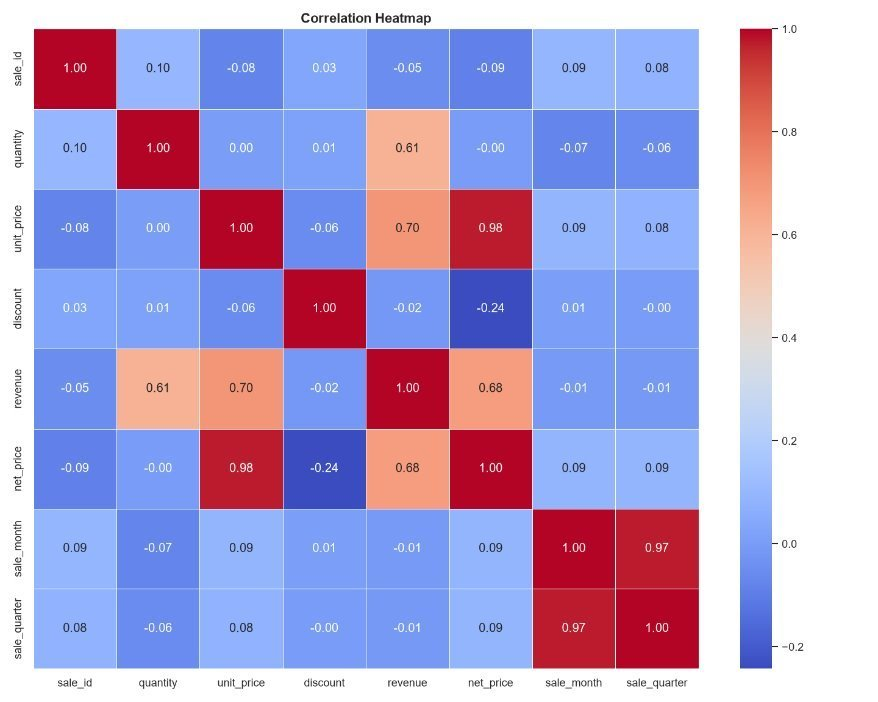 Correlation Heatmap
sale_id 1.00 0.10 -0.08 0.03 -0.05 -0.09 0.09 0.08
quantity 0.10 1.00 0.00 0.01 0.61 -0.00 -0.07 -0.06
unit_price -0.08 0.00 1.00 -0.06 0.70 0.98 0.09 0.08
discount 0.03 0.01 -0.06 1.00 -0.02 -0.24 0.01 -0.00
revenue -0.05 0.61 0.70 -0.02 1.00 0.68 -0.01 -0.01
net_price -0.09 -0.00 0.98 -0.24 0.68 1.00 0.09 0.09
sale_month 0.09 -0.07 0.09 0.01 -0.01 0.09 1.00 0.97
sale_quarter 0.08 -0.06 0.08 -0.00 -0.01 0.09 0.97 1.00
sale_id quantity unit_price discount revenue net_price sale_month sale_quarter
1.0
0.8
0.6
0.4
0.2
0.0
−0.2